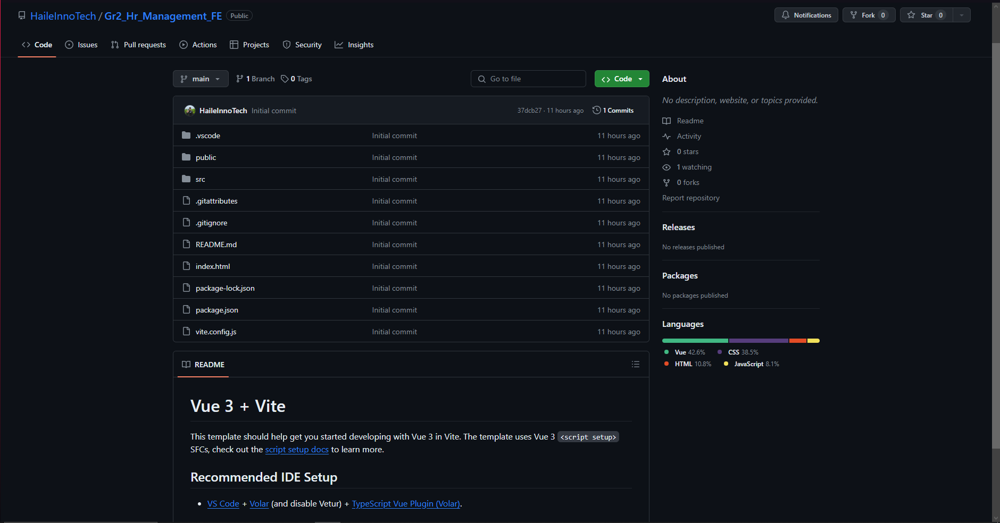 HaileInnoTech / Gr2_Hr_Management_FE Public
Notifications Fork 0 Star 0
Code Issues Pull requests Actions Projects Security Insights
main 1 Branch 0 Tags Go to file Code
HaileInnoTech Initial commit 37dcb27 · 11 hours ago 1 Commits
.vscode Initial commit 11 hours ago
public Initial commit 11 hours ago
src Initial commit 11 hours ago
.gitattributes Initial commit 11 hours ago
.gitignore Initial commit 11 hours ago
README.md Initial commit 11 hours ago
index.html Initial commit 11 hours ago
package-lock.json Initial commit 11 hours ago
package.json Initial commit 11 hours ago
vite.config.js Initial commit 11 hours ago
README
Vue 3 + Vite
This template should help get you started developing with Vue 3 in Vite. The template uses Vue 3 <script setup>
SFCs, check out the script setup docs to learn more.
Recommended IDE Setup
• VS Code + Volar (and disable Vetur) + TypeScript Vue Plugin (Volar).
About
No description, website, or topics provided.
Readme
Activity
0 stars
1 watching
0 forks
Report repository
Releases
No releases published
Packages
No packages published
Languages
Vue 42.6% CSS 38.5%
HTML 10.8% JavaScript 8.1%